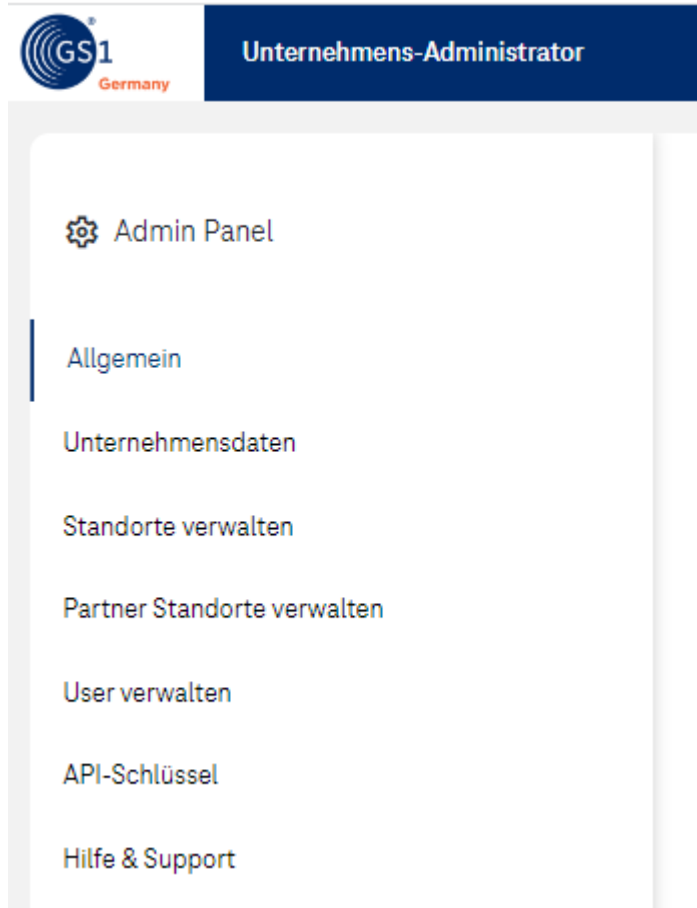 GS1
Germany
Unternehmens-Administrator
Admin Panel
Allgemein
Unternehmensdaten
Standorte verwalten
Partner Standorte verwalten
User verwalten
API-Schlüssel
Hilfe & Support